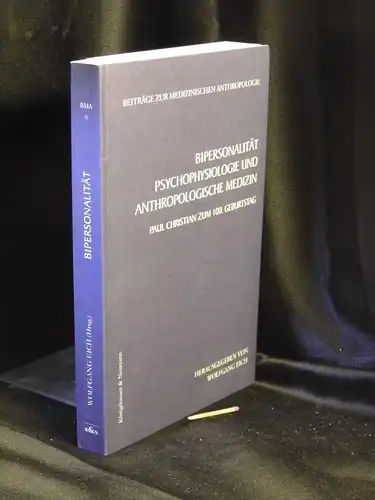 BEITRÄGE ZUR MEDIZINISCHEN ANTHROPOLOGIE
BIPERSONALITÄT
PSYCHOPHYSIOLOGIE UND
ANTHROPOLOGISCHE MEDIZIN
PAUL CHRISTIAN ZUM 100. GEBURTSTAG
HERAUSGEGEBEN VON
WOLFGANG EICH
Königshausen & Neumann
BMA
BIPERSONALITÄT
WOLFGANG EICH (Hrsg.)
K&N